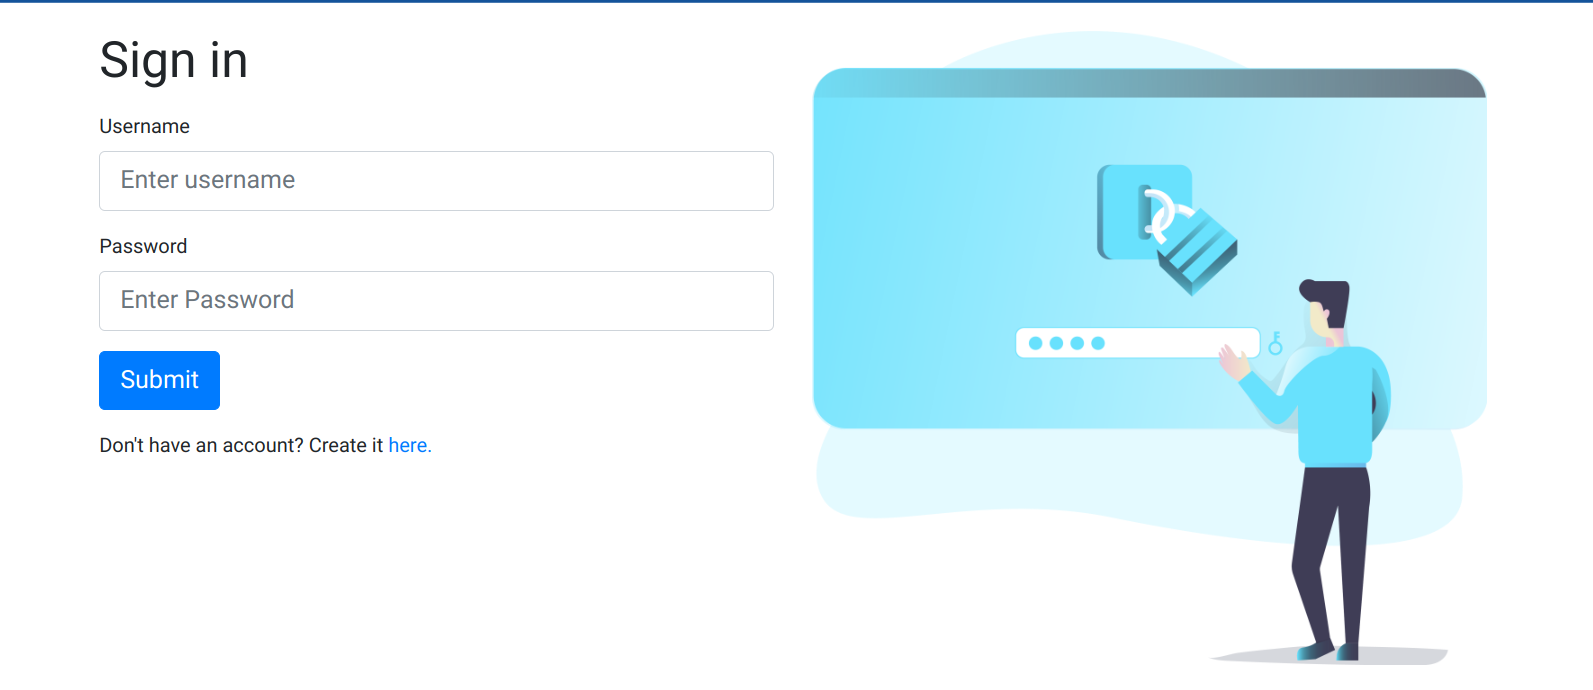 Sign in
Username
Enter username
Password
Enter Password
Submit
Don't have an account? Create it here.